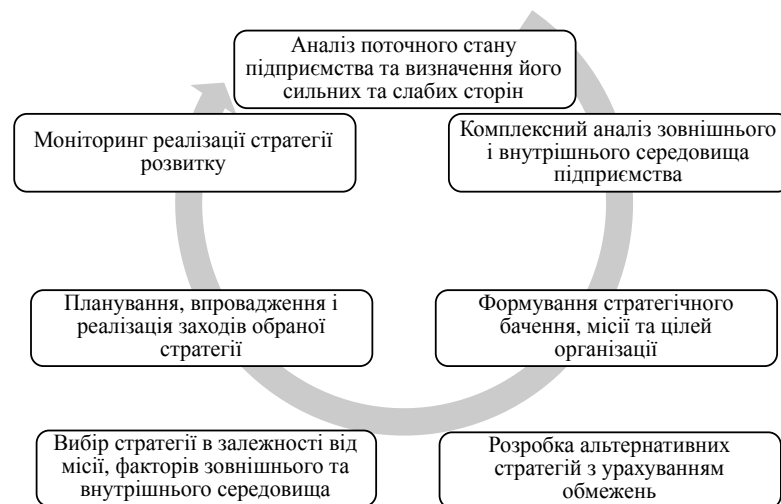 Аналіз поточного стану
підприємства та визначення його
сильних та слабих сторін
Комплексний аналіз зовнішнього
і внутрішнього середовища
підприємства
Формування стратегічного
бачення, місії та цілей
організації
Розробка альтернативних
стратегій з урахуванням
обмежень
Вибір стратегії в залежності від
місії, факторів зовнішнього та
внутрішнього середовища
Планування, впровадження і
реалізація заходів обраної
стратегії
Моніторинг реалізації стратегії
розвитку